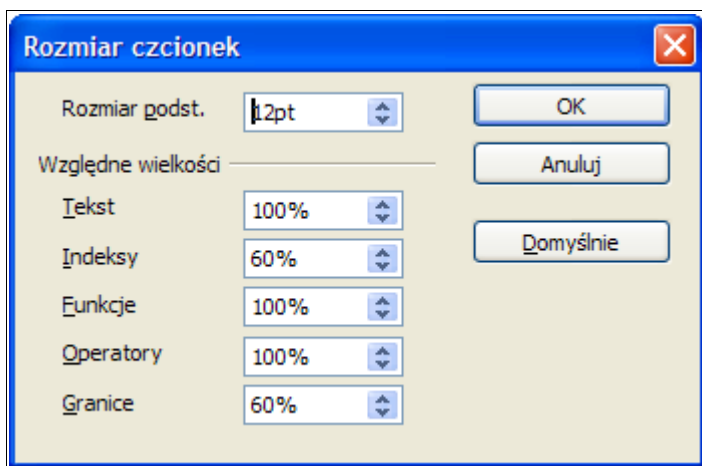 Rozmiar czcionek
Rozmiar podst. 12pt OK
Względne wielkości Anuluj
Tekst 100%
Domyślnie
Indeksy 60%
Funkcje 100%
Operatory 100%
Granice 60%